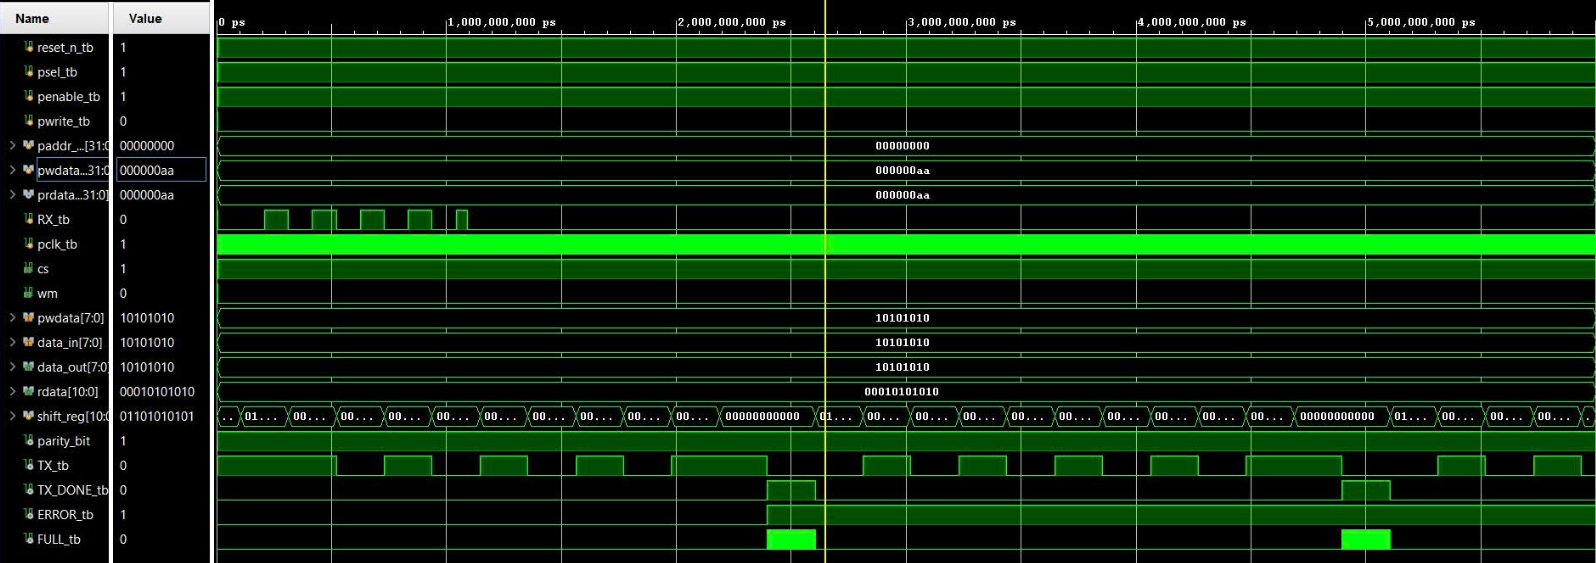 Name Value
0 ps 1,000,000,000 ps 2,000,000,000 ps 3,000,000,000 ps 4,000,000,000 ps 5,000,000,000 ps
reset_n_tb 1
psel_tb 1
penable_tb 1
pwrite_tb 0
paddr_...[31:0 00000000 00000000
pwdata...31:0 000000aa 000000aa
prdata...31:0] 000000aa 000000aa
RX_tb 0
pclk_tb 1
cs 1
wm 0
pwdata[7:0] 10101010 10101010
data_in[7:0] 10101010 10101010
data_out[7:0] 10101010 10101010
rdata[10:0] 00010101010 00010101010
shift_reg[10:0 01101010101 ... 01... 00... 00... 00... 00... 00... 00... 00... 00... 00000000000 01... 00... 00... 00... 00... 00... 00... 00... 00... 00000000000 01... 00... 00... 00... .
parity_bit 1
TX_tb 0
TX_DONE_tb 0
ERROR_tb 1
FULL_tb 0